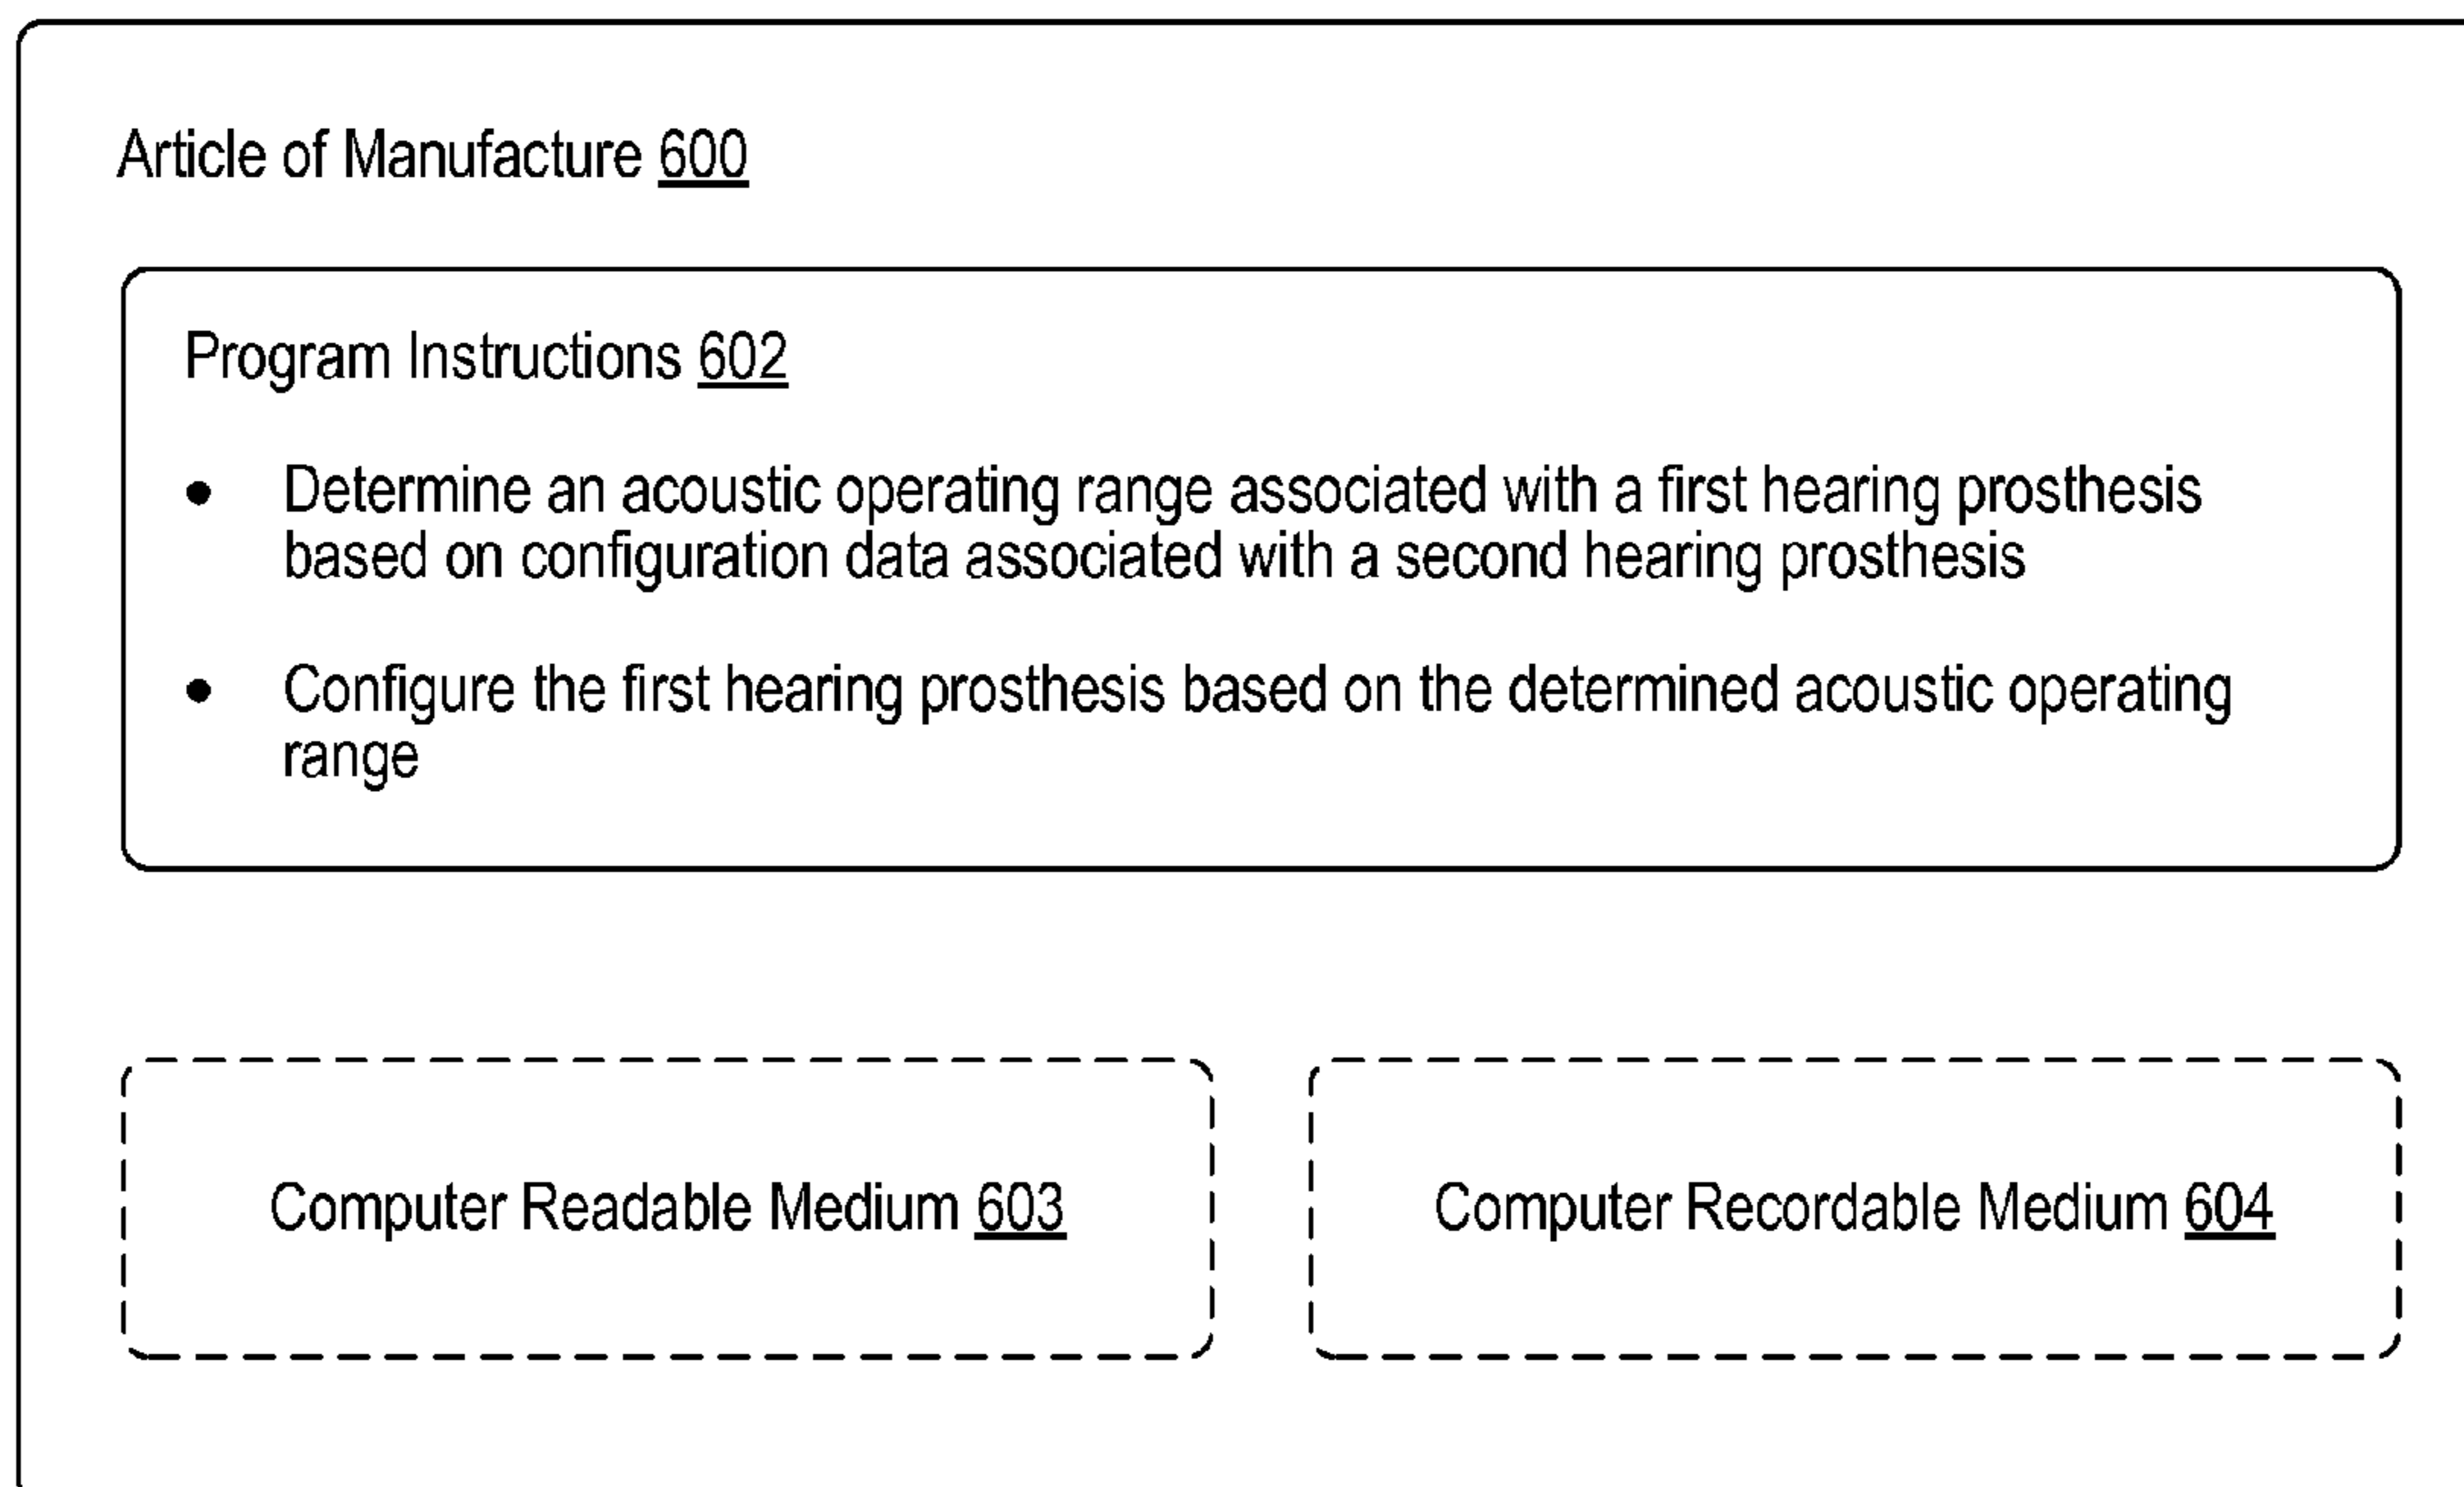 Article of Manufacture 600
Program Instructions 602
• Determine an acoustic operating range associated with a first hearing prosthesis
based on configuration data associated with a second hearing prosthesis
• Configure the first hearing prosthesis based on the determined acoustic operating
range
Computer Readable Medium 603
Computer Recordable Medium 604